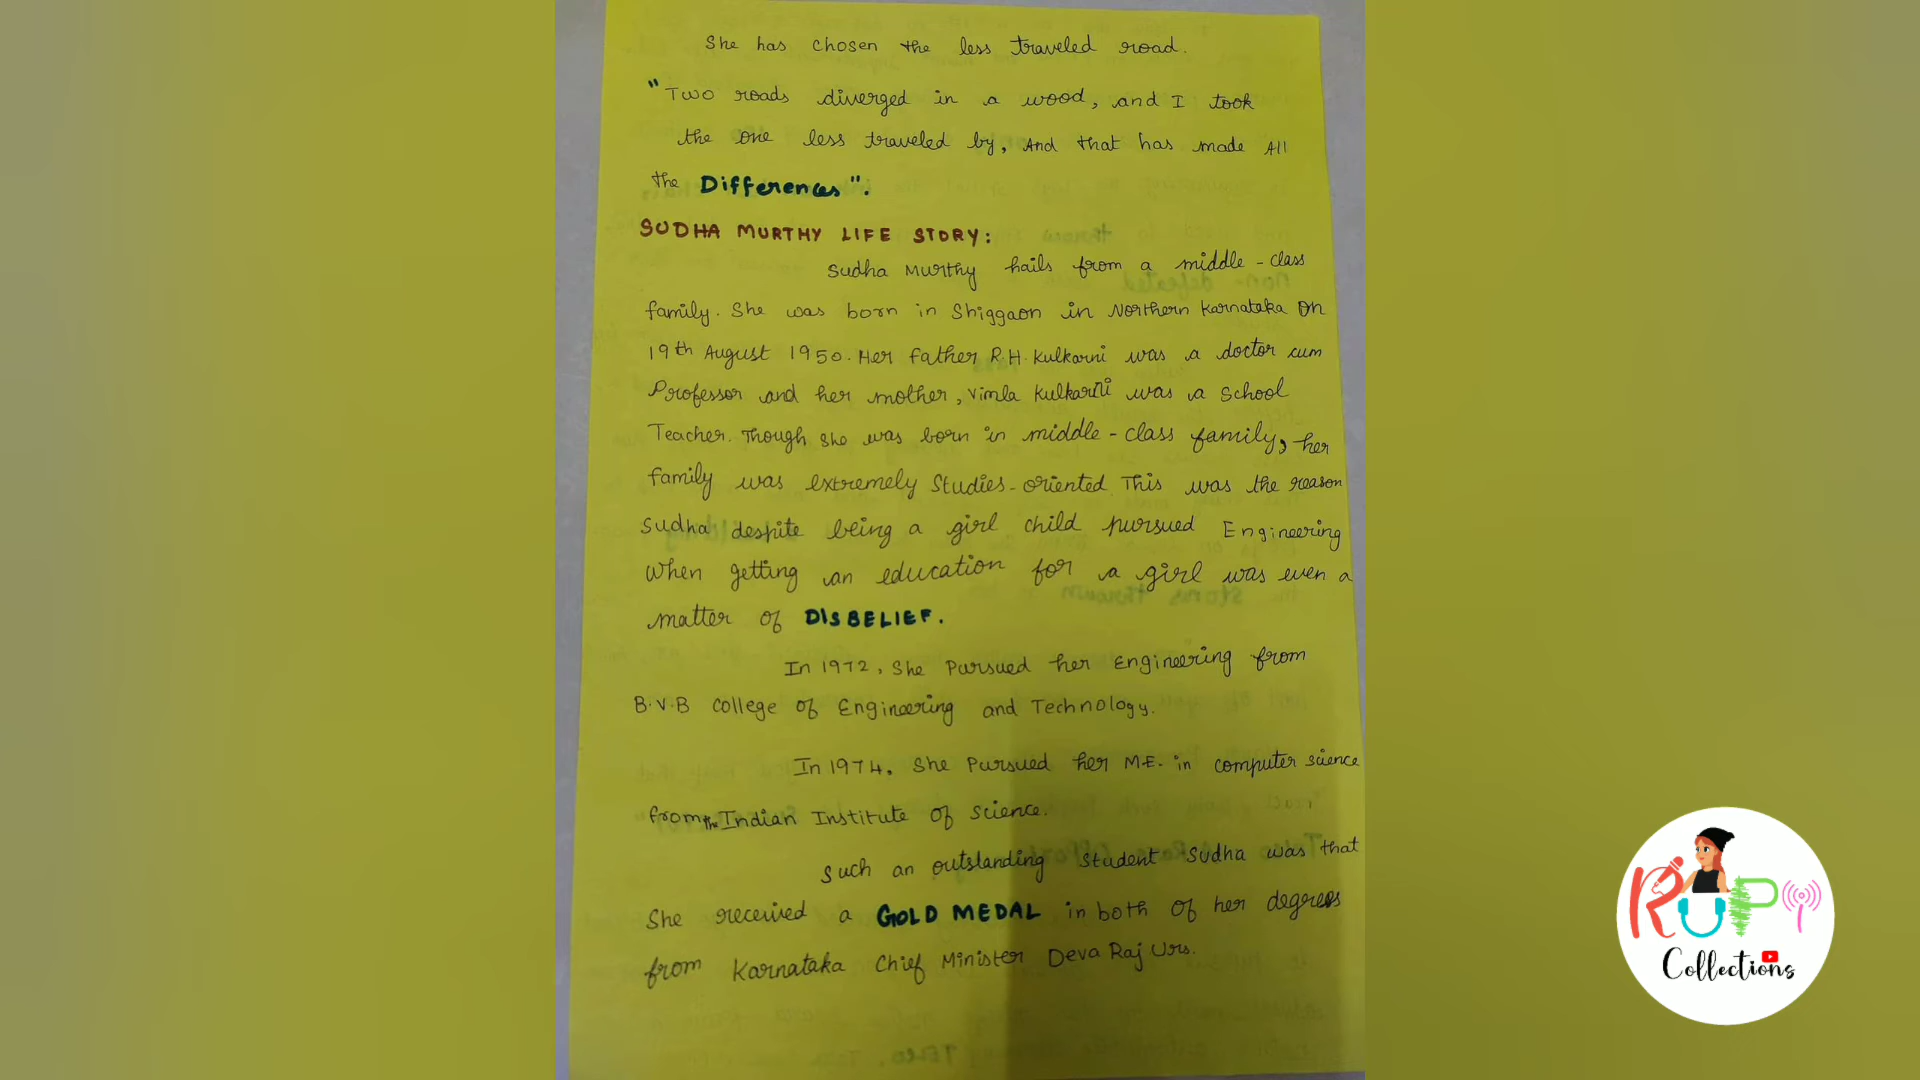 She has chosen the less traveled road.
"Two roads diverged in a wood, and I took
the one less traveled by, And that has made All
the Differences".
SUDHA MURTHY LIFE STORY:
Sudha Murthy hails from a middle-class
family. She was born in Shiggaon in Northern Karnataka On
19th August 1950. Her father R.H. Kulkarni was a doctor cum
Professor and her mother, Vimla Kulkarni was a School
Teacher. Though She was born in middle-class family, her
family was extremely Studies-oriented. This was the reason
Sudha despite being a girl child pursued Engineering
When getting an education for a girl was even a
matter of DISBELIEF.
In 1972, She Pursued her Engineering from
B.V.B College of Engineering and Technology.
In 1974, She Pursued her M.E. in computer science
from the Indian Institute of Science.
Such an outstanding Student Sudha was that
She received a GOLD MEDAL in both of her degrees
from Karnataka Chief Minister Deva Raj Urs.
RUPY
Collections